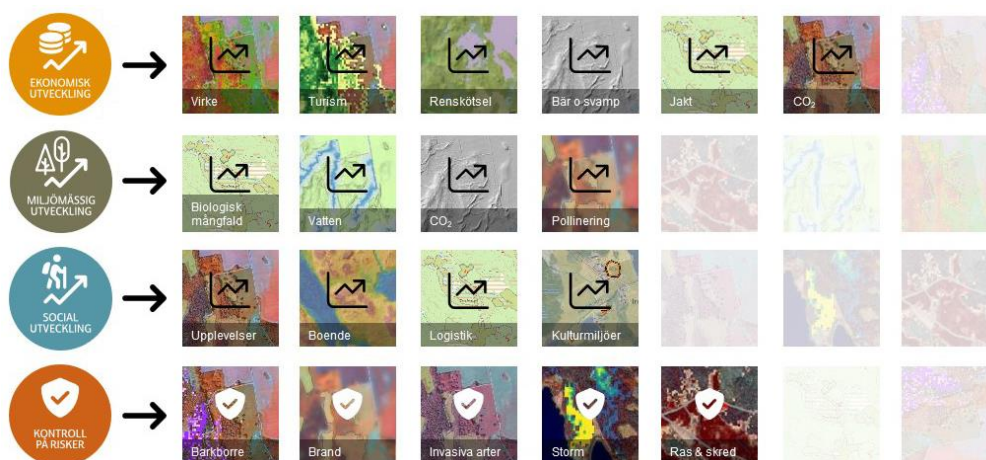 EKONOMISK
UTVECKLING
Virke
Turism
Renskötsel
Bär o svamp
Jakt
CO₂
MILJÖMÄSSIG
UTVECKLING
Biologisk
mångfald
Vatten
CO₂
Pollinering
SOCIAL
UTVECKLING
Upplevelser
Boende
Logistik
Kulturmiljöer
KONTROLL
PÅ RISKER
Barkborre
Brand
Invasiva arter
Storm
Ras & skred